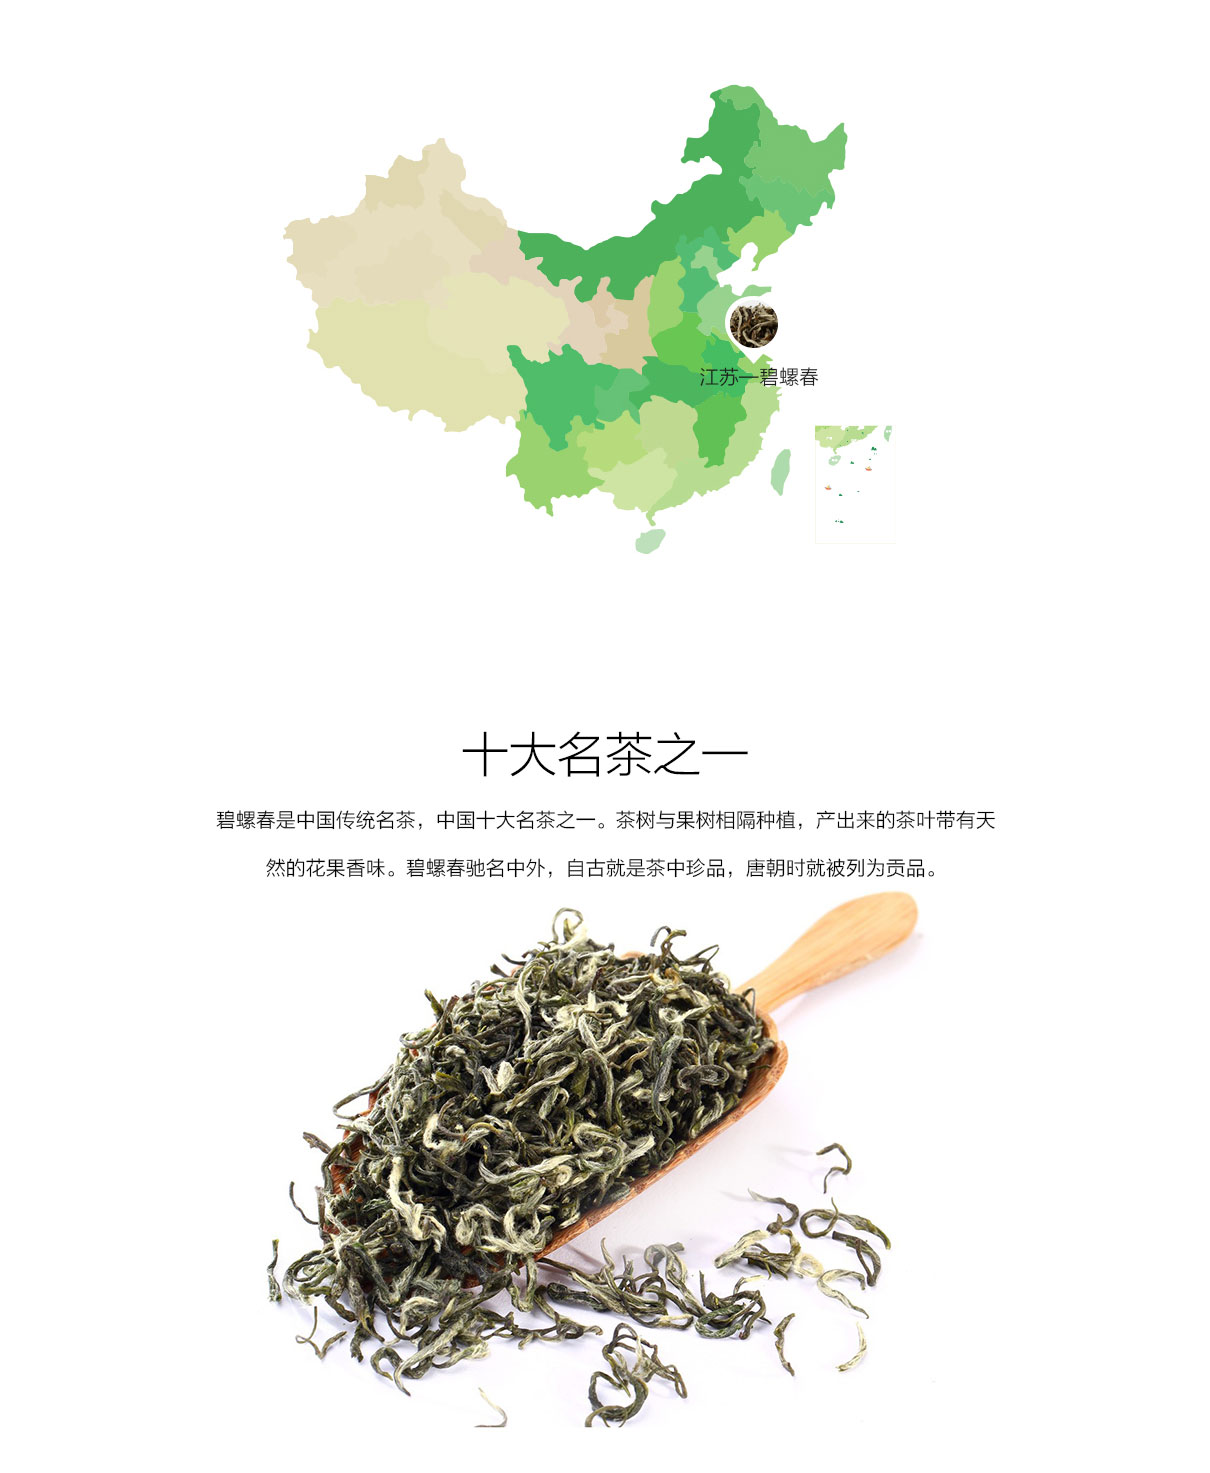 江苏—碧螺春
十大名茶之一
碧螺春是中国传统名茶，中国十大名茶之一。茶树与果树相隔种植，产出来的茶叶带有天
然的花果香味。碧螺春驰名中外，自古就是茶中珍品，唐朝时就被列为贡品。